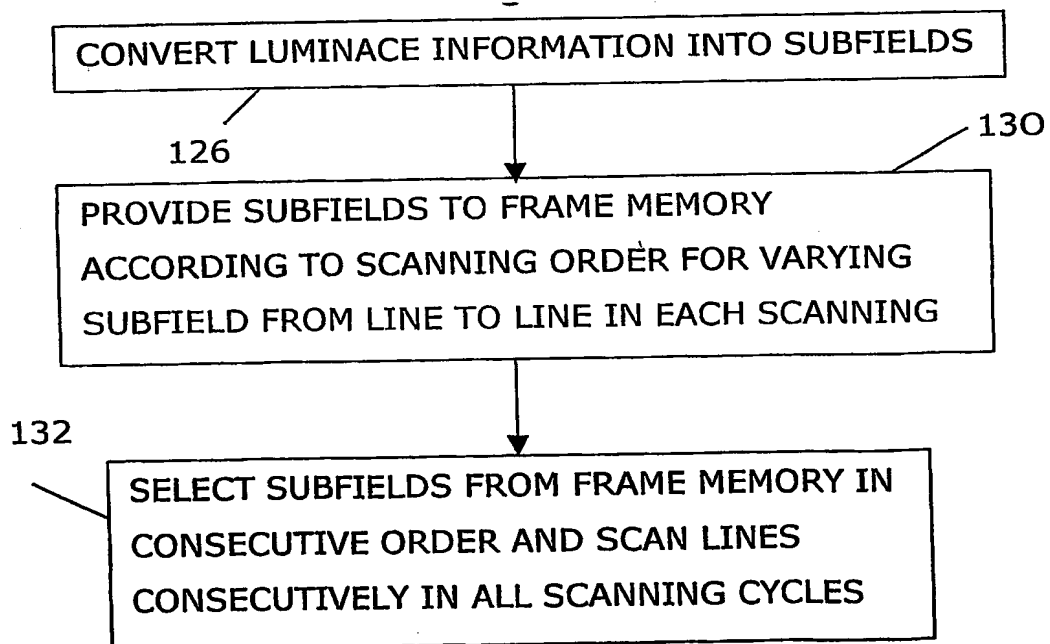 CONVERT LUMINACE INFORMATION INTO SUBFIELDS
126
130
PROVIDE SUBFIELDS TO FRAME MEMORY
ACCORDING TO SCANNING ORDER FOR VARYING
SUBFIELD FROM LINE TO LINE IN EACH SCANNING
132
SELECT SUBFIELDS FROM FRAME MEMORY IN
CONSECUTIVE ORDER AND SCAN LINES
CONSECUTIVELY IN ALL SCANNING CYCLES